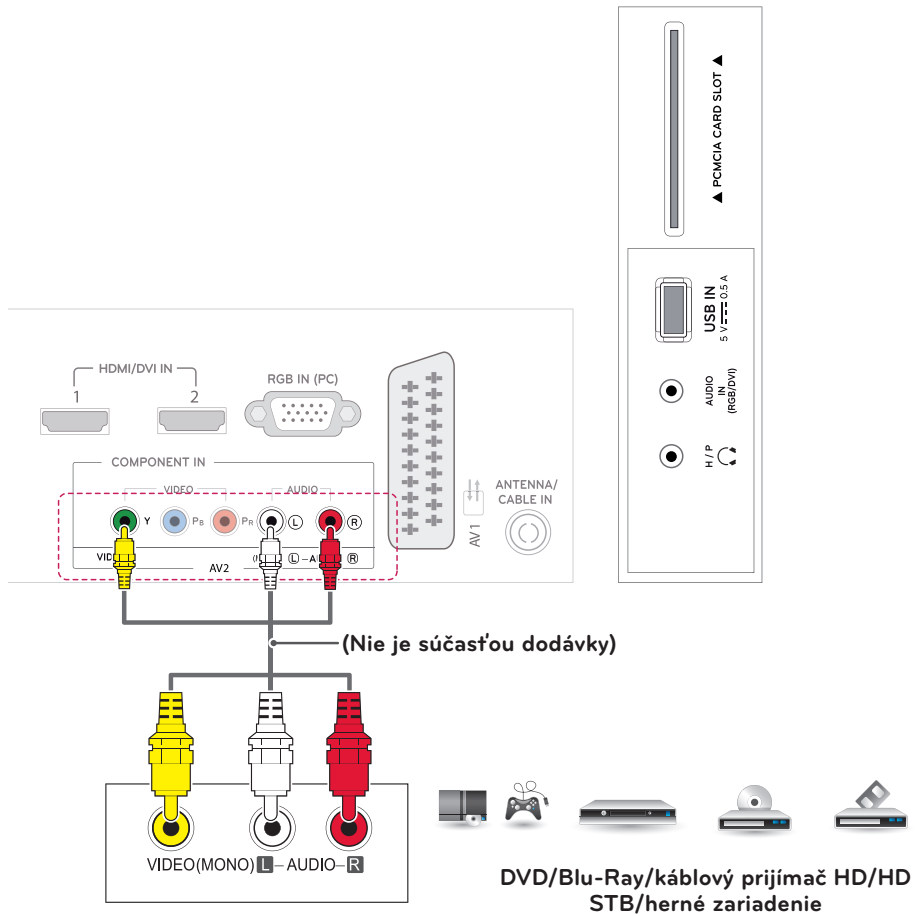 ▲ PCMCIA CARD SLOT ▲
USB IN
5 V 0.5 A
AUDIO
IN
(RGB/DVI)
H / P
HDMI/DVI IN
1 2
RGB IN (PC)
COMPONENT IN
VIDEO AUDIO
Y PB PR L R
AV2
L R
AV 1
ANTENNA/
CABLE IN
(Nie je súčasťou dodávky)
VIDEO(MONO) L – AUDIO – R
DVD/Blu-Ray/káblový prijímač HD/HD
STB/herné zariadenie